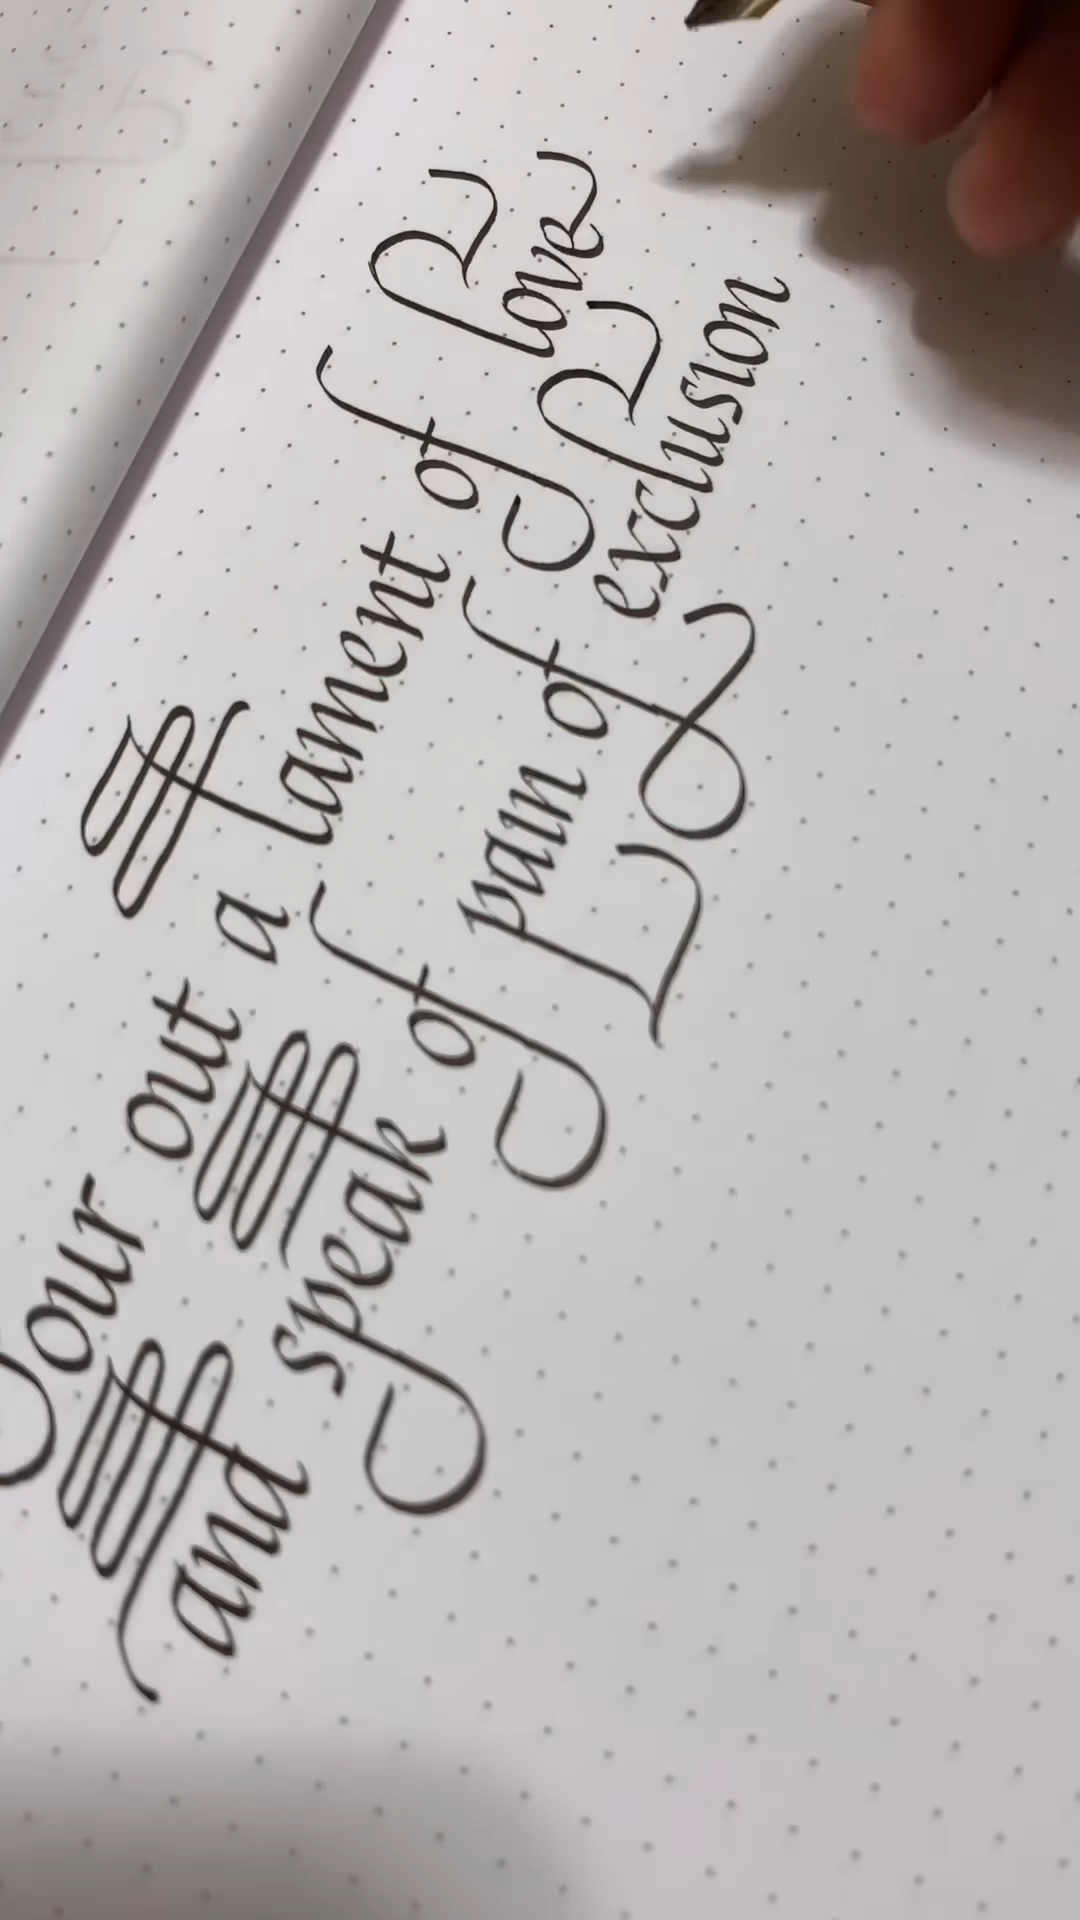 our out a lament of love
and speak of pain of exclusion